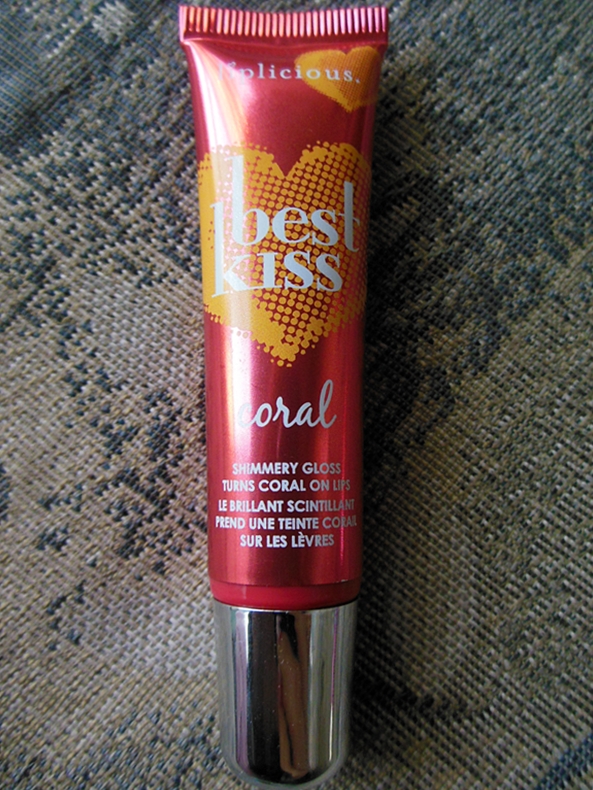 liplicious.
best
kiss
coral
SHIMMERY GLOSS
TURNS CORAL ON LIPS
LE BRILLANT SCINTILLANT
PREND UNE TEINTE CORAIL
SUR LES LÈVRES